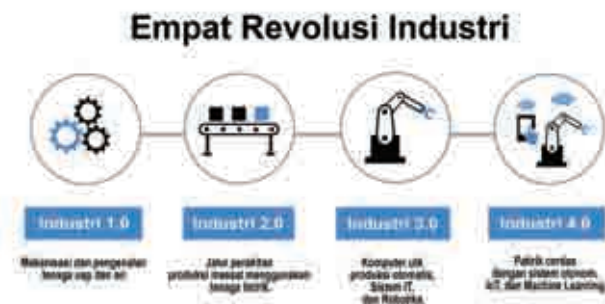 Empat Revolusi Industri
Industri 1.0
Mekanisasi dan pengenalan
tenaga uap dan air.
Industri 2.0
Jalur perakitan
produksi massal menggunakan
tenaga listrik.
Industri 3.0
Komputer utk
produksi otomatis,
Sistem IT,
dan Robotika.
Industri 4.0
Pabrik cerdas
dengan sistem otonom,
IoT, dan Machine Learning.